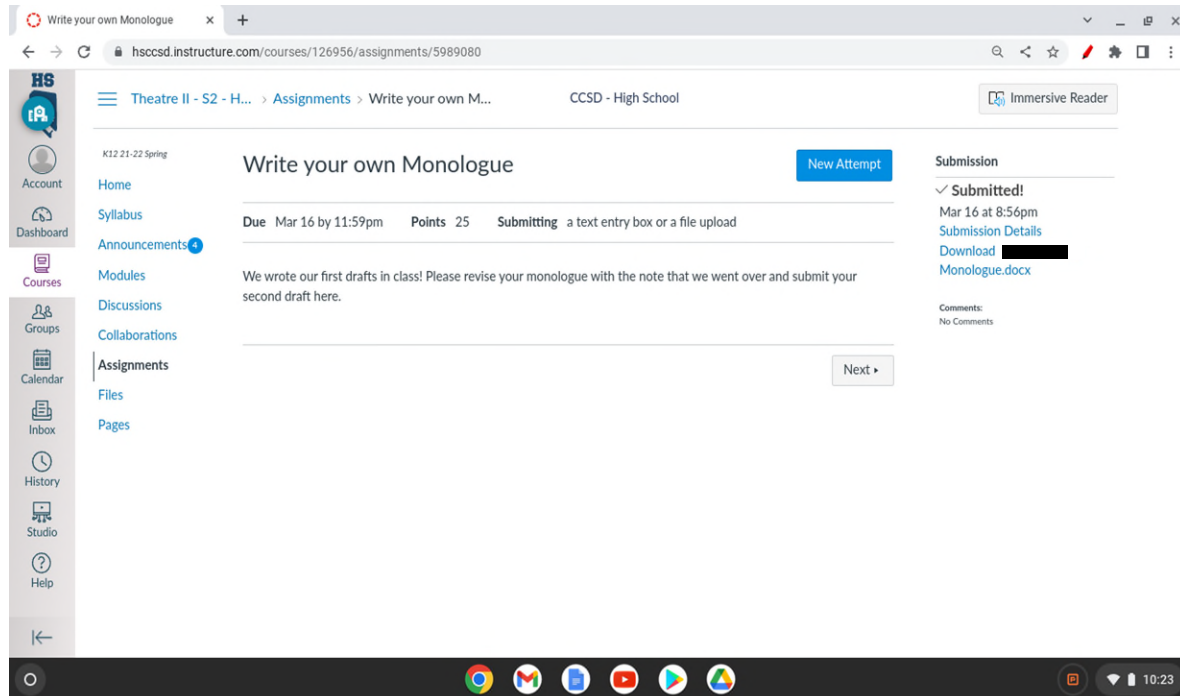 Write your own Monologue
hsccsd.instructure.com/courses/126956/assignments/5989080
HS
Theatre II - S2 - H... > Assignments > Write your own M...
CCSD - High School
Immersive Reader
Account
Dashboard
Courses
Groups
Calendar
Inbox
History
Studio
Help
K12 21-22 Spring
Home
Syllabus
Announcements 4
Modules
Discussions
Collaborations
Assignments
Files
Pages
Write your own Monologue
New Attempt
Due Mar 16 by 11:59pm Points 25 Submitting a text entry box or a file upload
We wrote our first drafts in class! Please revise your monologue with the note that we went over and submit your
second draft here.
Next
Submission
Submitted!
Mar 16 at 8:56pm
Submission Details
Download
Monologue.docx
Comments:
No Comments
10:23